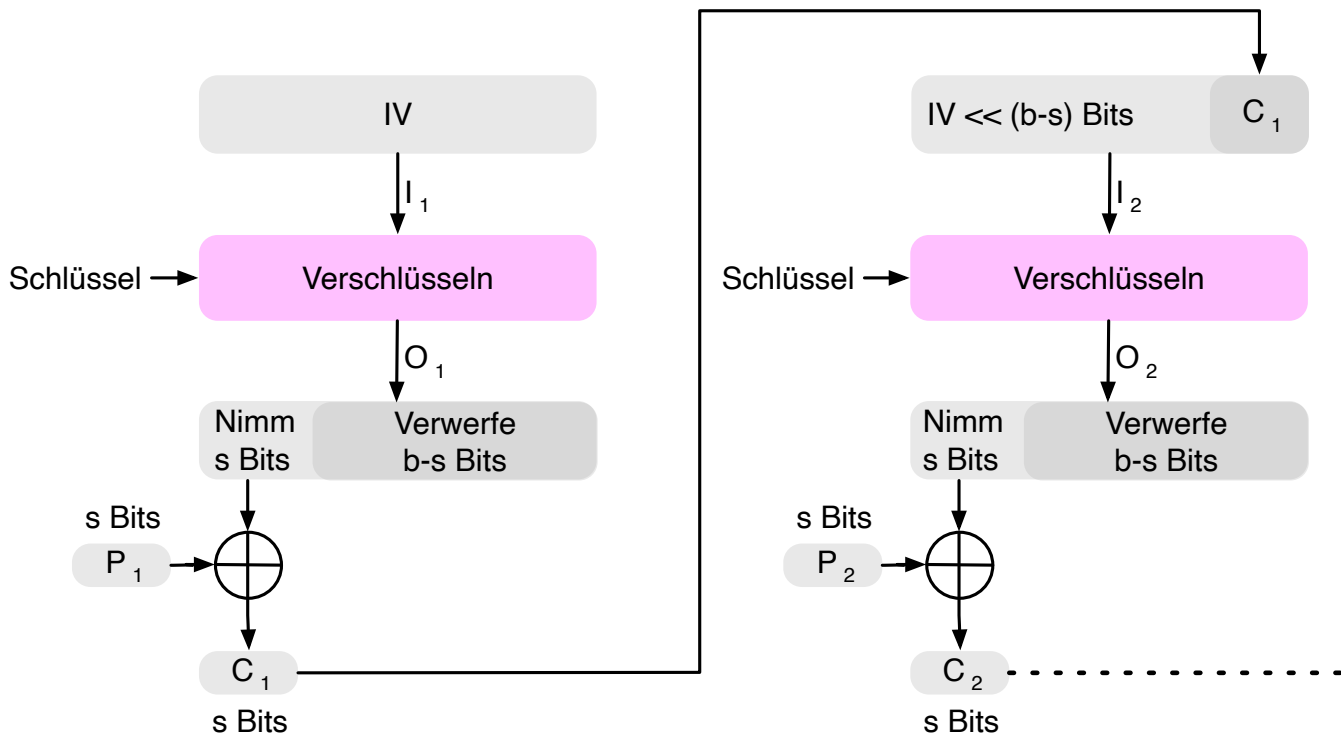 IV
I 1
Schlüssel
Verschlüsseln
O 1
Nimm
s Bits
Verwerfe
b-s Bits
s Bits
P 1
C 1
s Bits
IV << (b-s) Bits
C 1
I 2
Schlüssel
Verschlüsseln
O 2
Nimm
s Bits
Verwerfe
b-s Bits
s Bits
P 2
C 2
s Bits